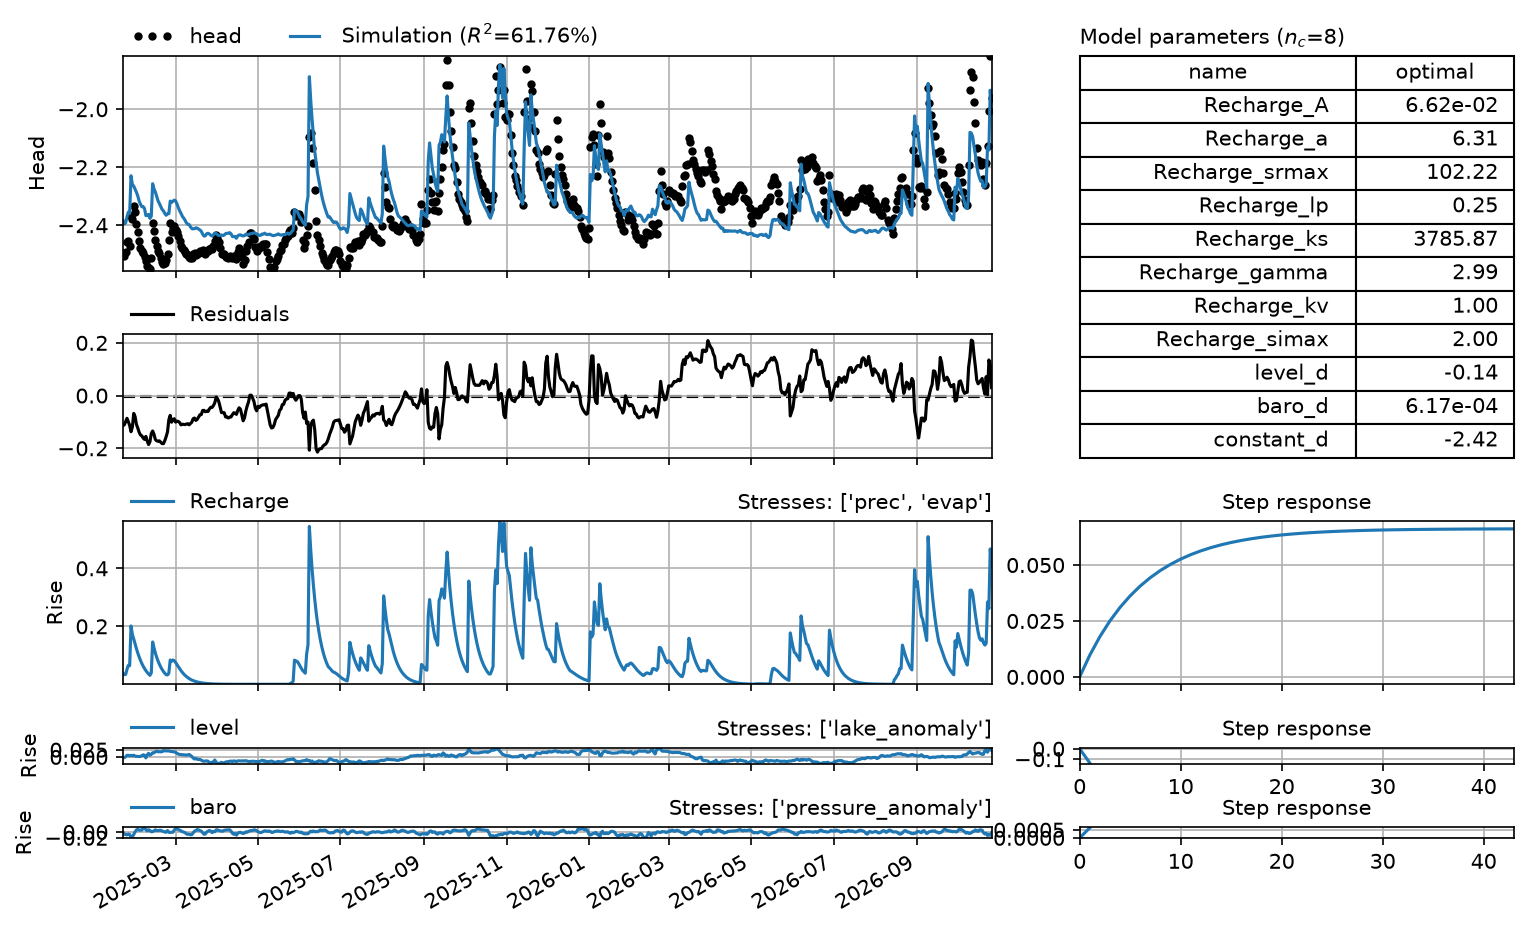 head
Simulation (R²=61.76%)
Head
−2.0
−2.2
−2.4
Residuals
0.2
0.0
−0.2
Recharge
Stresses: ['prec', 'evap']
Rise
0.4
0.2
level
Stresses: ['lake_anomaly']
Rise
0.025
0.000
baro
Stresses: ['pressure_anomaly']
Rise
0.00
−0.02
2025-03
2025-05
2025-07
2025-09
2025-11
2026-01
2026-03
2026-05
2026-07
2026-09
Model parameters (n_c=8)
name optimal
Recharge_A 6.62e-02
Recharge_a 6.31
Recharge_srmax 102.22
Recharge_lp 0.25
Recharge_ks 3785.87
Recharge_gamma 2.99
Recharge_kv 1.00
Recharge_simax 2.00
level_d -0.14
baro_d 6.17e-04
constant_d -2.42
Step response
0.050
0.025
0.000
Step response
0.0
−0.1
0 10 20 30 40
Step response
0.0005
0.0000
0 10 20 30 40